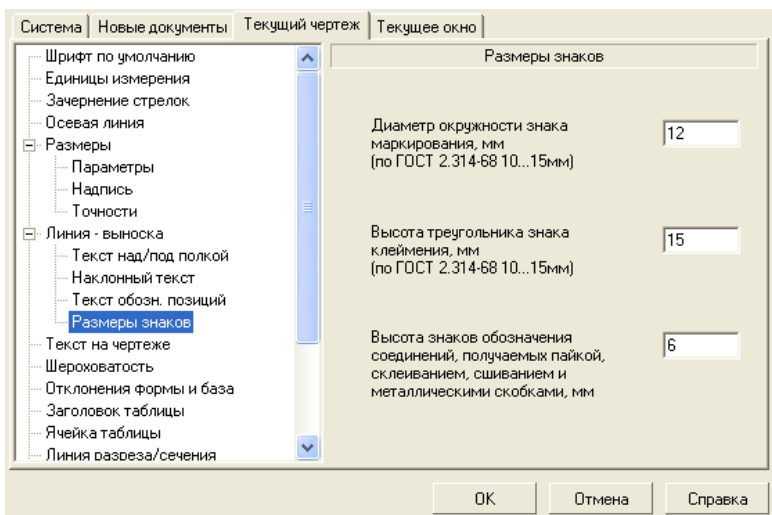 Система
Новые документы
Текущий чертеж
Текущее окно
Шрифт по умолчанию
Единицы измерения
Зачернение стрелок
Осевая линия
Размеры
Параметры
Надпись
Точности
Линия - выноска
Текст над/под полкой
Наклонный текст
Текст обозн. позиций
Размеры знаков
Текст на чертеже
Шероховатость
Отклонения формы и база
Заголовок таблицы
Ячейка таблицы
Линия разреза/сечения
Размеры знаков
Диаметр окружности знака
маркирования, мм
(по ГОСТ 2.314-68 10...15мм)
12
Высота треугольника знака
клеймения, мм
(по ГОСТ 2.314-68 10...15мм)
15
Высота знаков обозначения
соединений, получаемых пайкой,
склеиванием, сшиванием и
металлическими скобками, мм
6
OK
Отмена
Справка